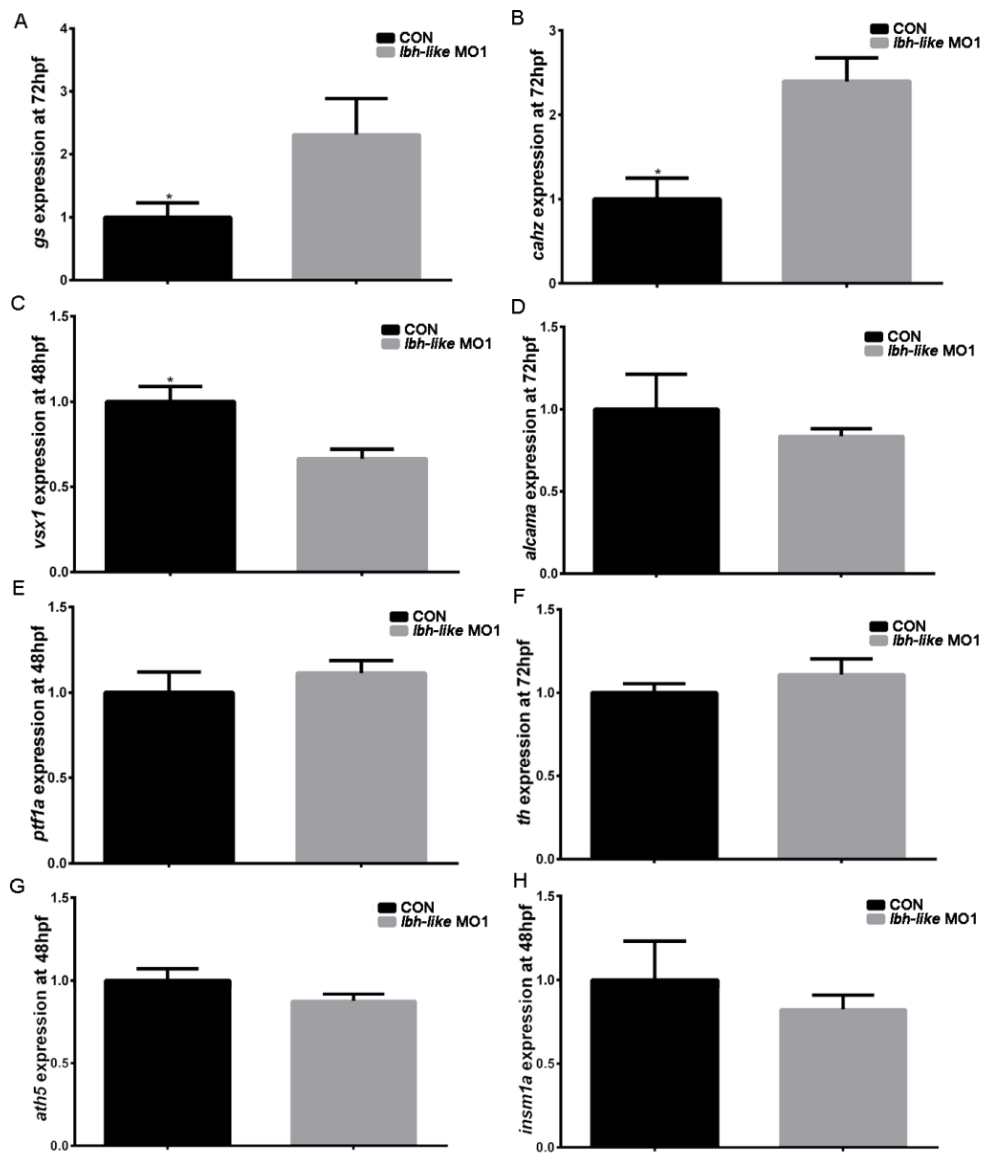 A
gs expression at 72hpf
4
3
2
1
0
*
CON
lbh-like MO1
B
cahz expression at 72hpf
3
2
1
0
*
CON
lbh-like MO1
C
vsx1 expression at 48hpf
1.5
1.0
0.5
0.0
*
CON
lbh-like MO1
D
alcama expression at 72hpf
1.5
1.0
0.5
0.0
CON
lbh-like MO1
E
ptf1a expression at 48hpf
1.5
1.0
0.5
0.0
CON
lbh-like MO1
F
th expression at 72hpf
1.5
1.0
0.5
0.0
CON
lbh-like MO1
G
ath5 expression at 48hpf
1.5
1.0
0.5
0.0
CON
lbh-like MO1
H
insm1a expression at 48hpf
1.5
1.0
0.5
0.0
CON
lbh-like MO1